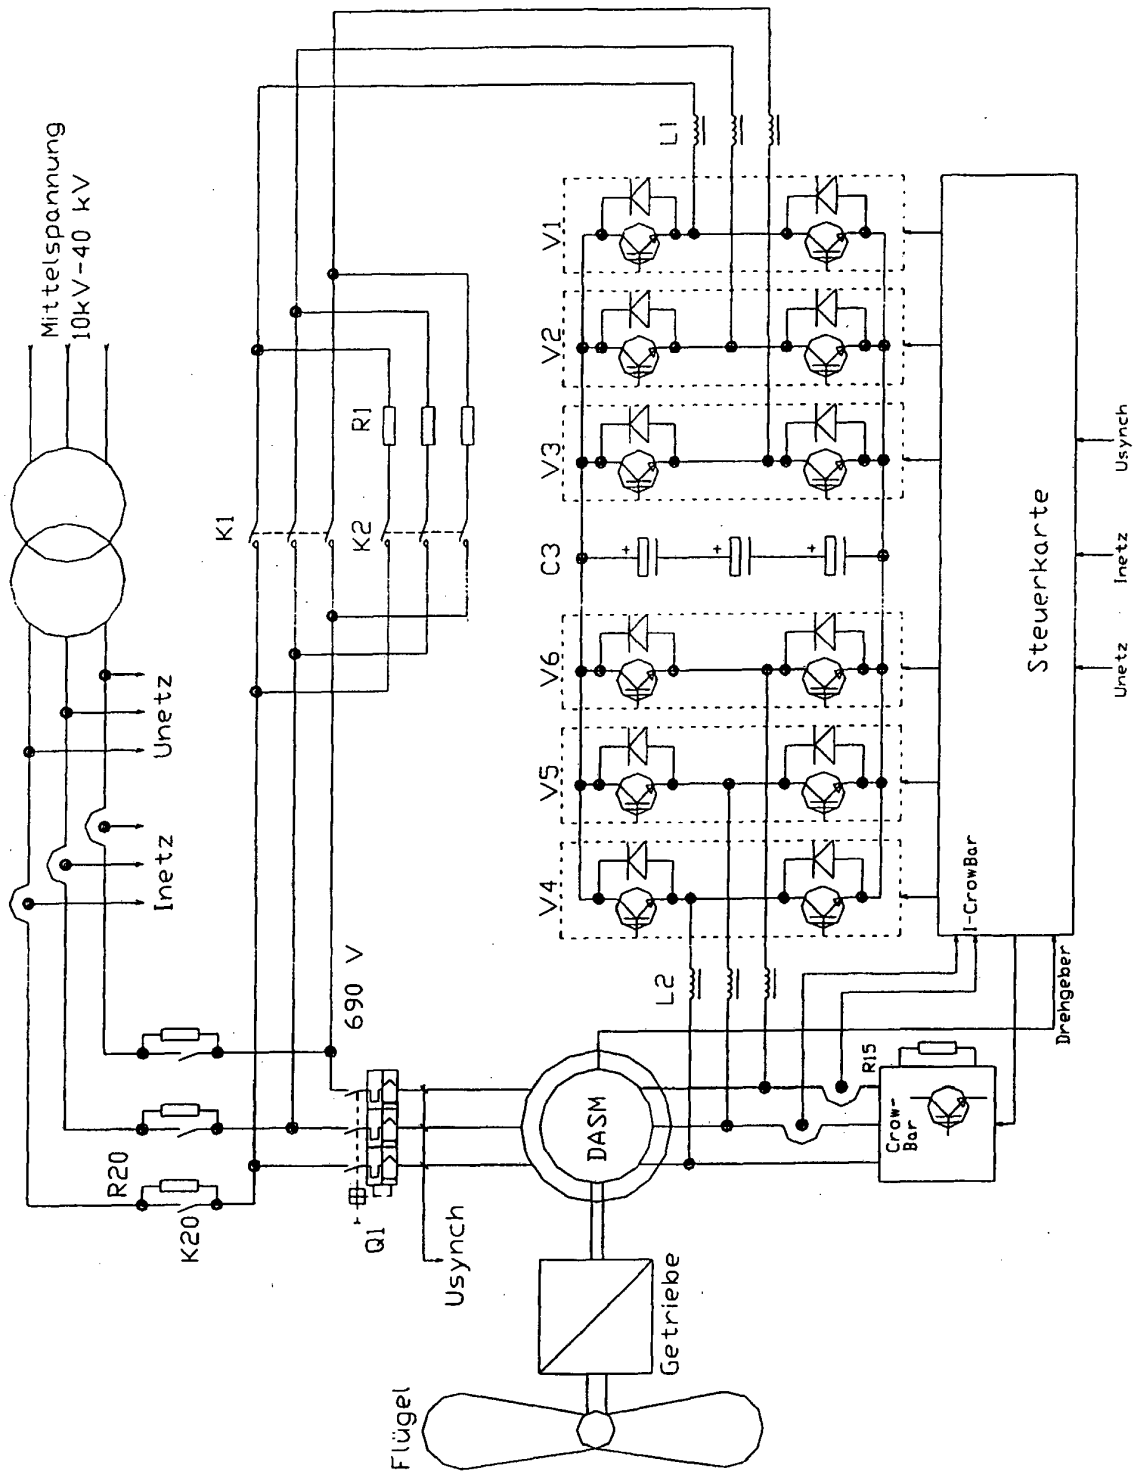 Mittelspannung
10kV-40 kV
Unetz
Inetz
K1
R1
K2
L1
V1
V2
V3
C3
+
+
+
V6
V5
V4
L2
690 V
R20
K20
Q1
Usynch
DASM
Getriebe
Flügel
Crow-
Bar
R15
I-CrowBar
Drehgeber
Steuerkarte
Usynch
Inetz
Unetz